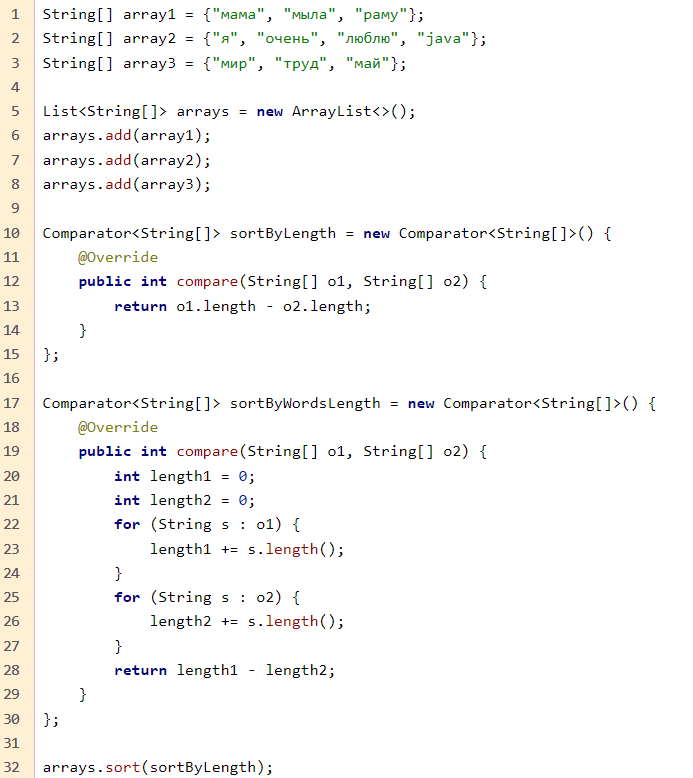 1 String[] array1 = {"мама", "мыла", "раму"};
2 String[] array2 = {"я", "очень", "люблю", "java"};
3 String[] array3 = {"мир", "труд", "май"};
4
5 List<String[]> arrays = new ArrayList<>();
6 arrays.add(array1);
7 arrays.add(array2);
8 arrays.add(array3);
9
10 Comparator<String[]> sortByLength = new Comparator<String[]>() {
11     @Override
12     public int compare(String[] o1, String[] o2) {
13         return o1.length - o2.length;
14     }
15 };
16
17 Comparator<String[]> sortByWordsLength = new Comparator<String[]>() {
18     @Override
19     public int compare(String[] o1, String[] o2) {
20         int length1 = 0;
21         int length2 = 0;
22         for (String s : o1) {
23             length1 += s.length();
24         }
25         for (String s : o2) {
26             length2 += s.length();
27         }
28         return length1 - length2;
29     }
30 };
31
32 arrays.sort(sortByLength);